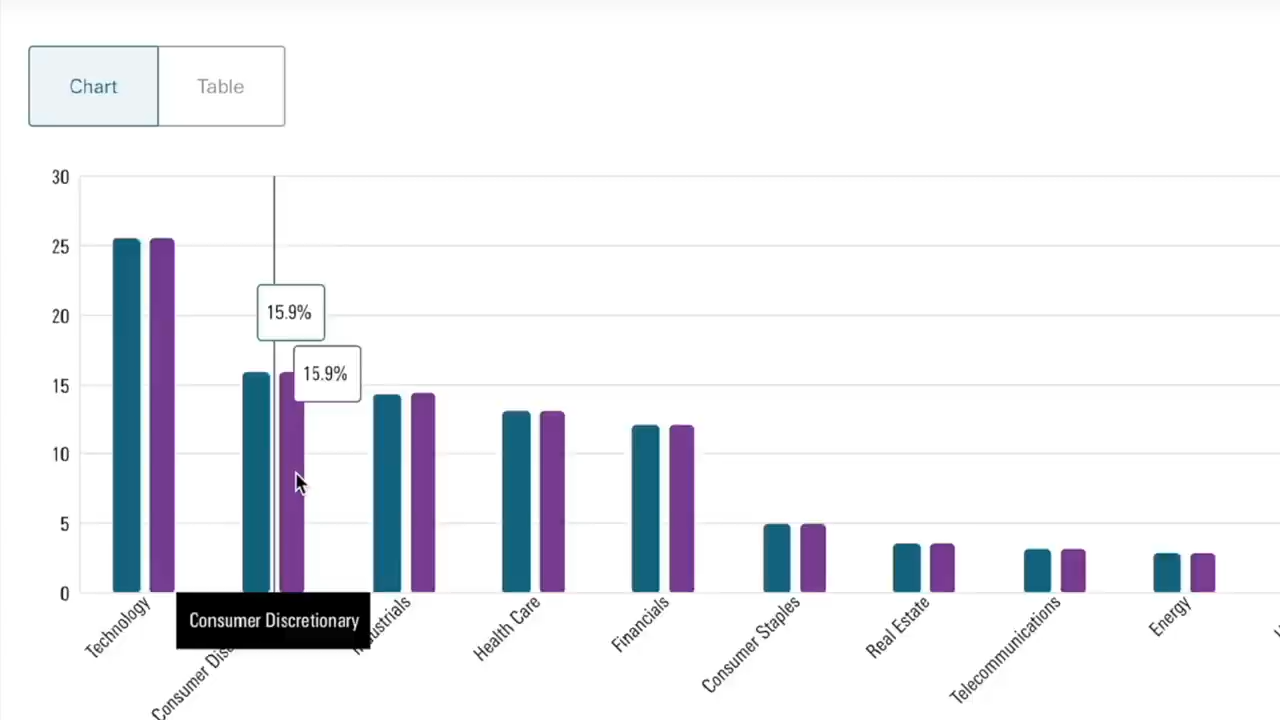 Chart
Table
30
25
20
15
10
5
0
15.9%
15.9%
Technology
Consumer Discretionary
Industrials
Health Care
Financials
Consumer Staples
Real Estate
Telecommunications
Energy